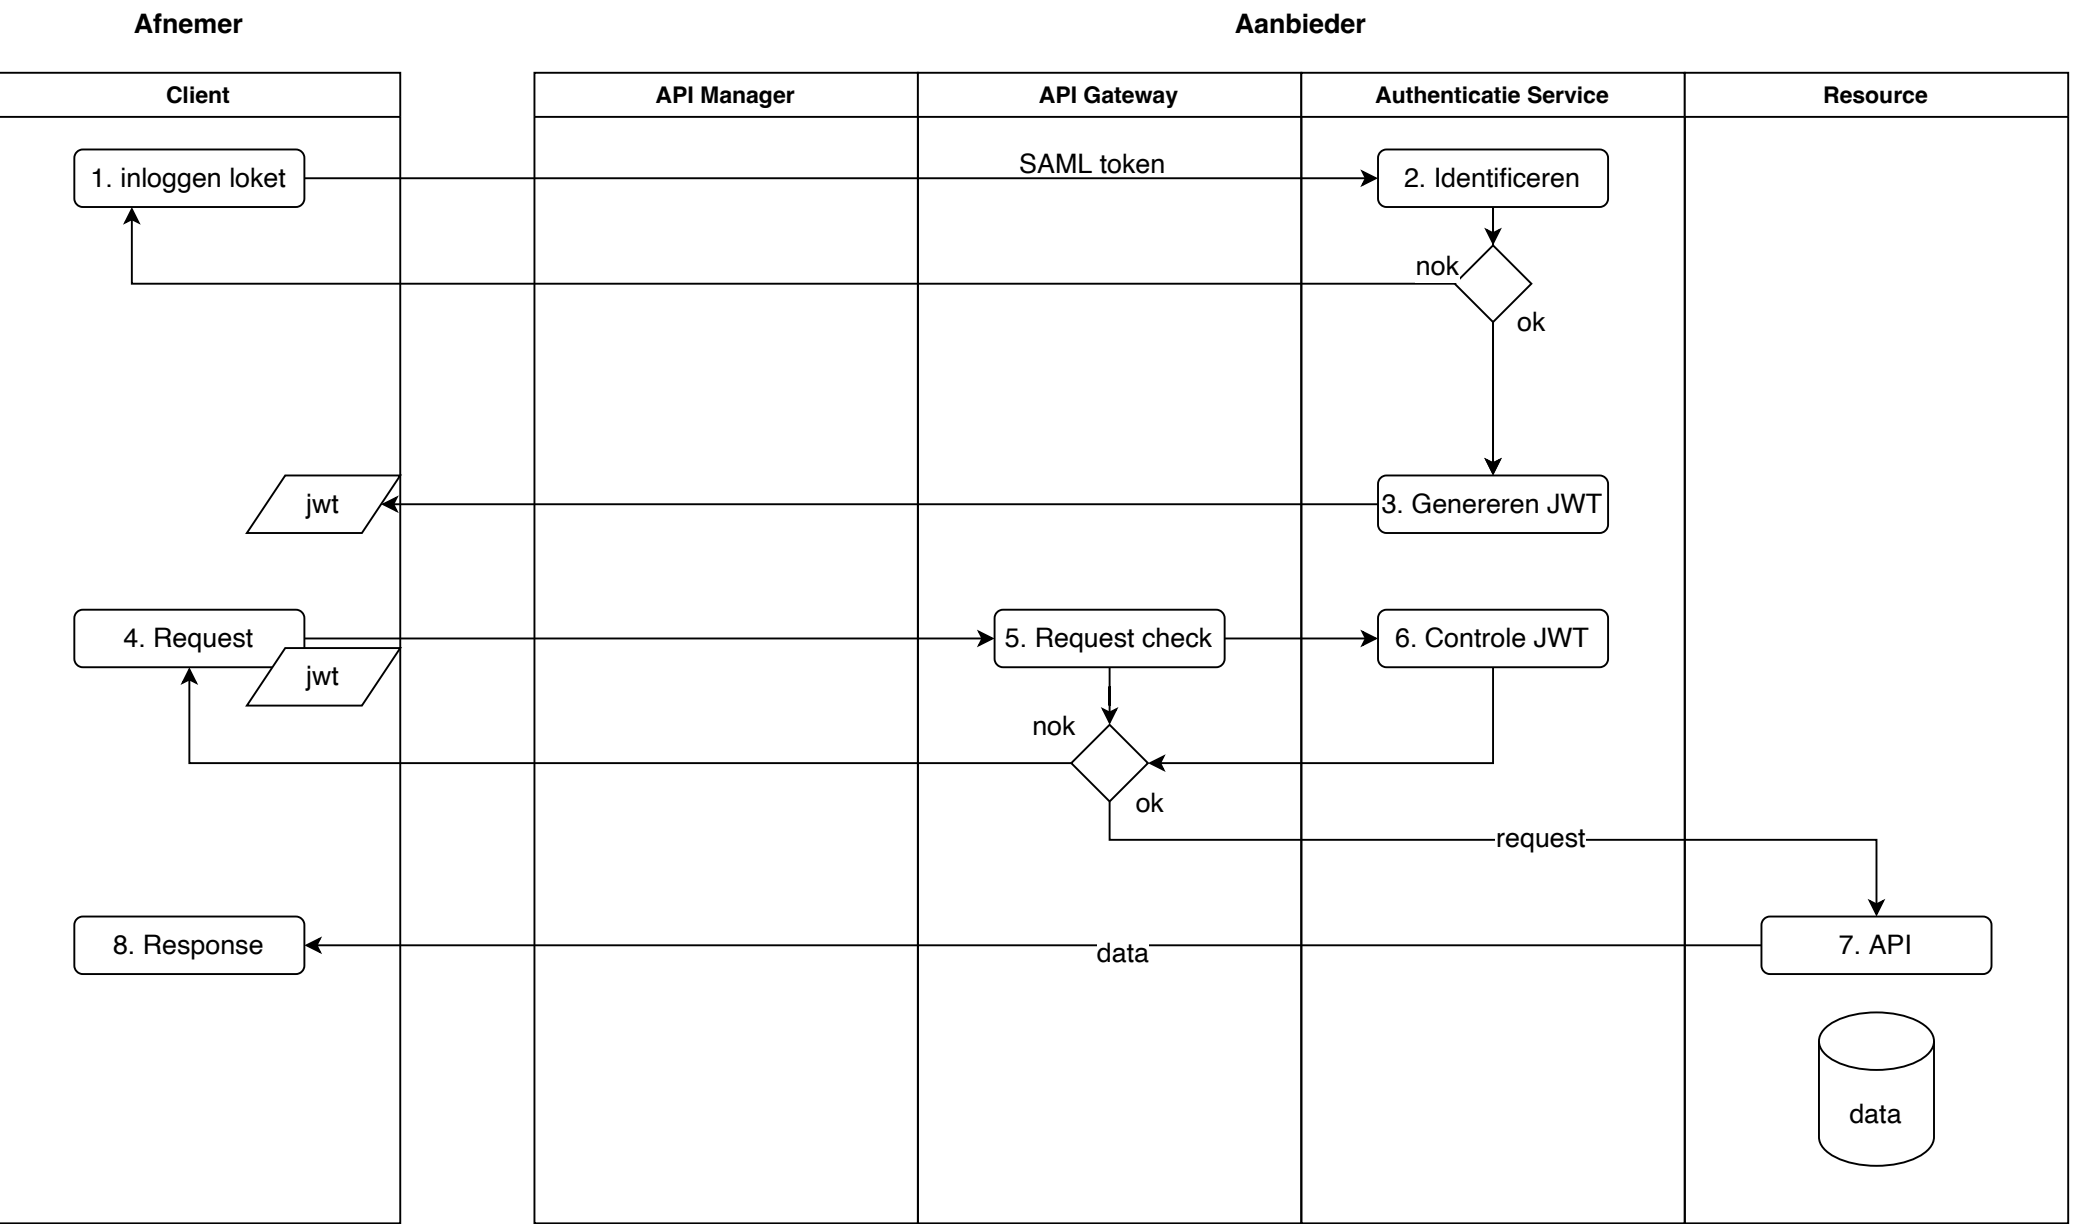 Afnemer
Aanbieder
Client
API Manager
API Gateway
Authenticatie Service
Resource
1. inloggen loket
SAML token
2. Identificeren
nok
ok
jwt
3. Genereren JWT
4. Request
jwt
5. Request check
6. Controle JWT
nok
ok
request
8. Response
data
7. API
data